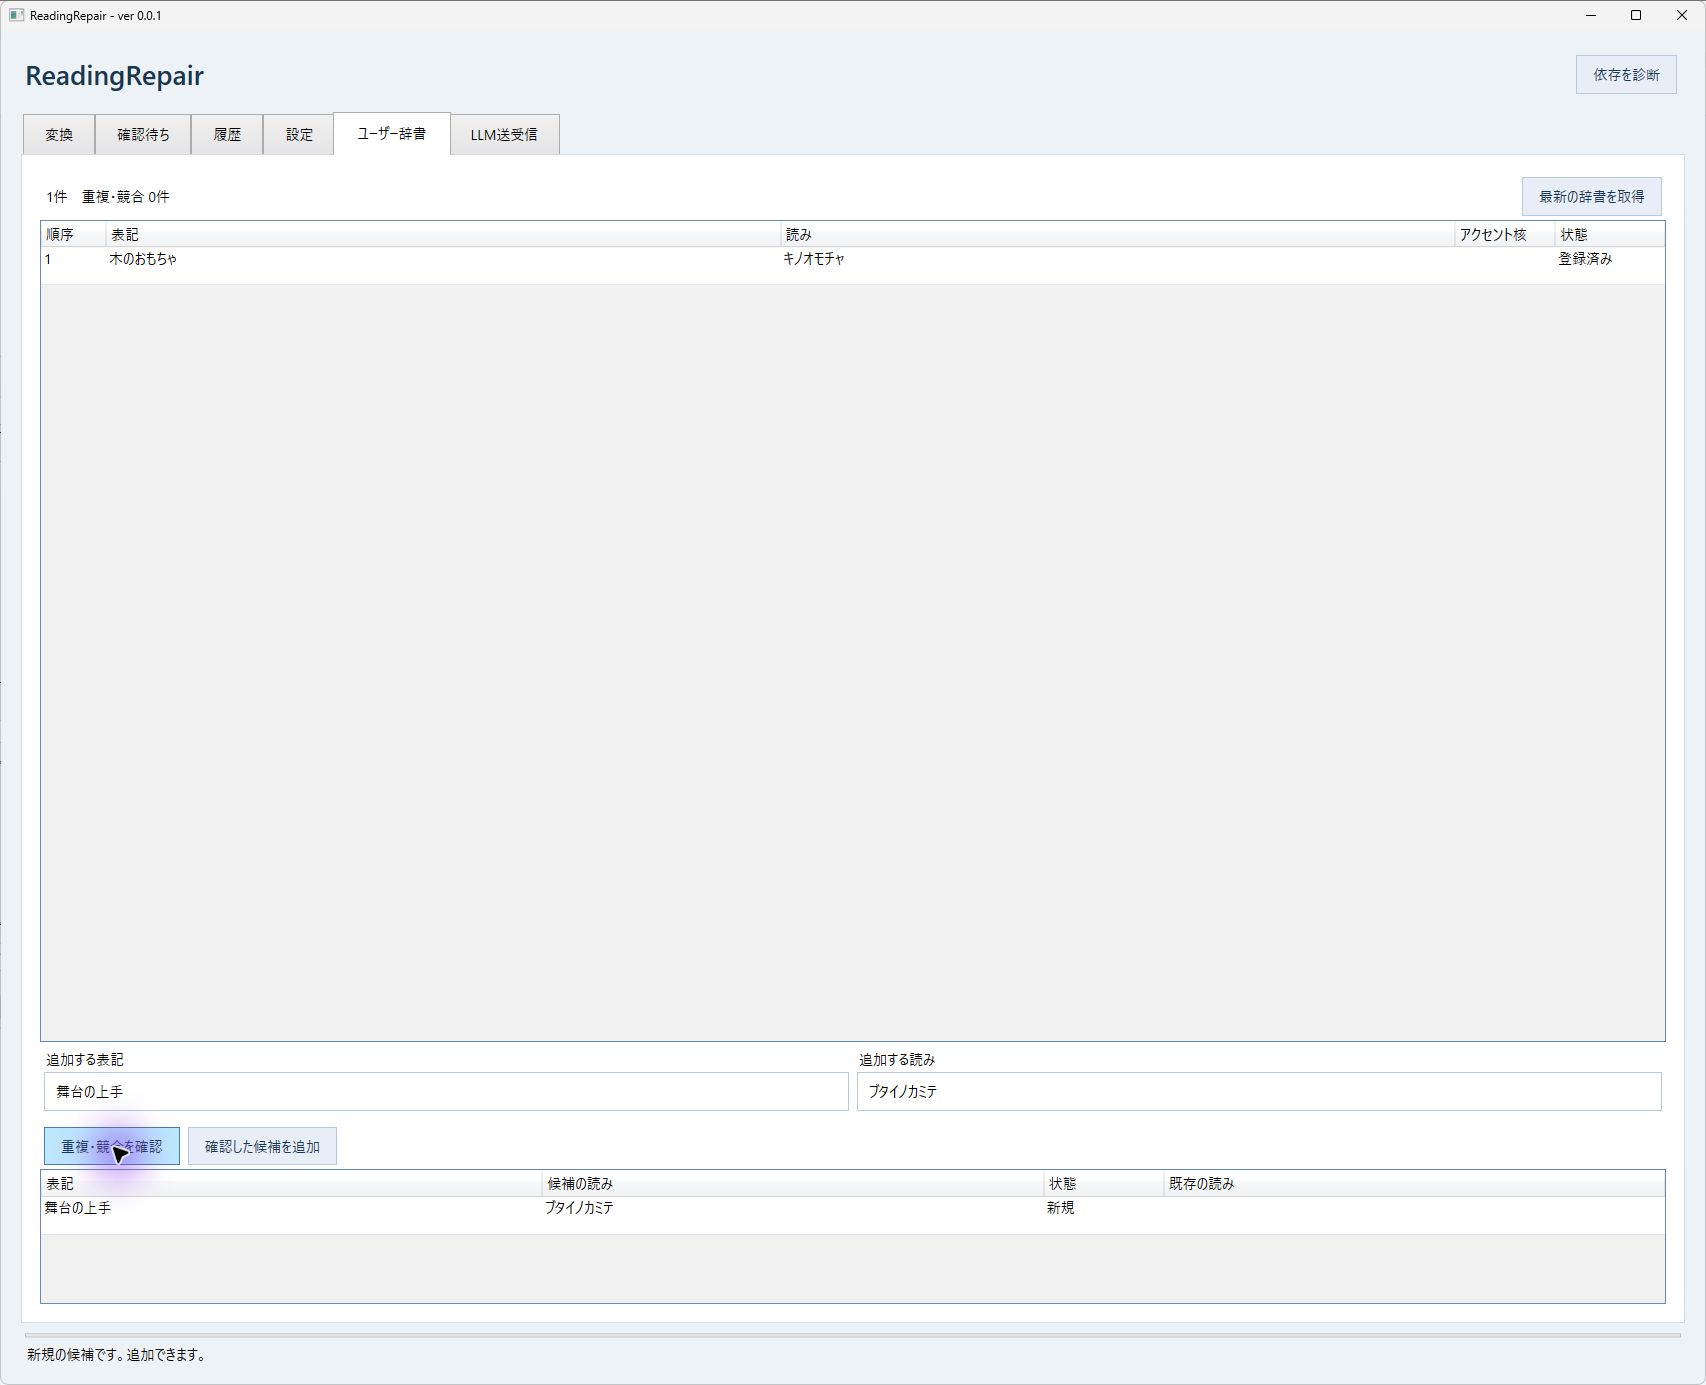 ReadingRepair - ver 0.0.1
ReadingRepair
依存を診断
変換 確認待ち 履歴 設定 ユーザー辞書 LLM送受信
1件 重複・競合 0件
最新の辞書を取得
順序 表記 読み アクセント核 状態
1 木のおもちゃ キノオモチャ 登録済み
追加する表記 追加する読み
舞台の上手 ブタイノカミテ
重複・競合を確認 確認した候補を追加
表記 候補の読み 状態 既存の読み
舞台の上手 ブタイノカミテ 新規
新規の候補です。追加できます。